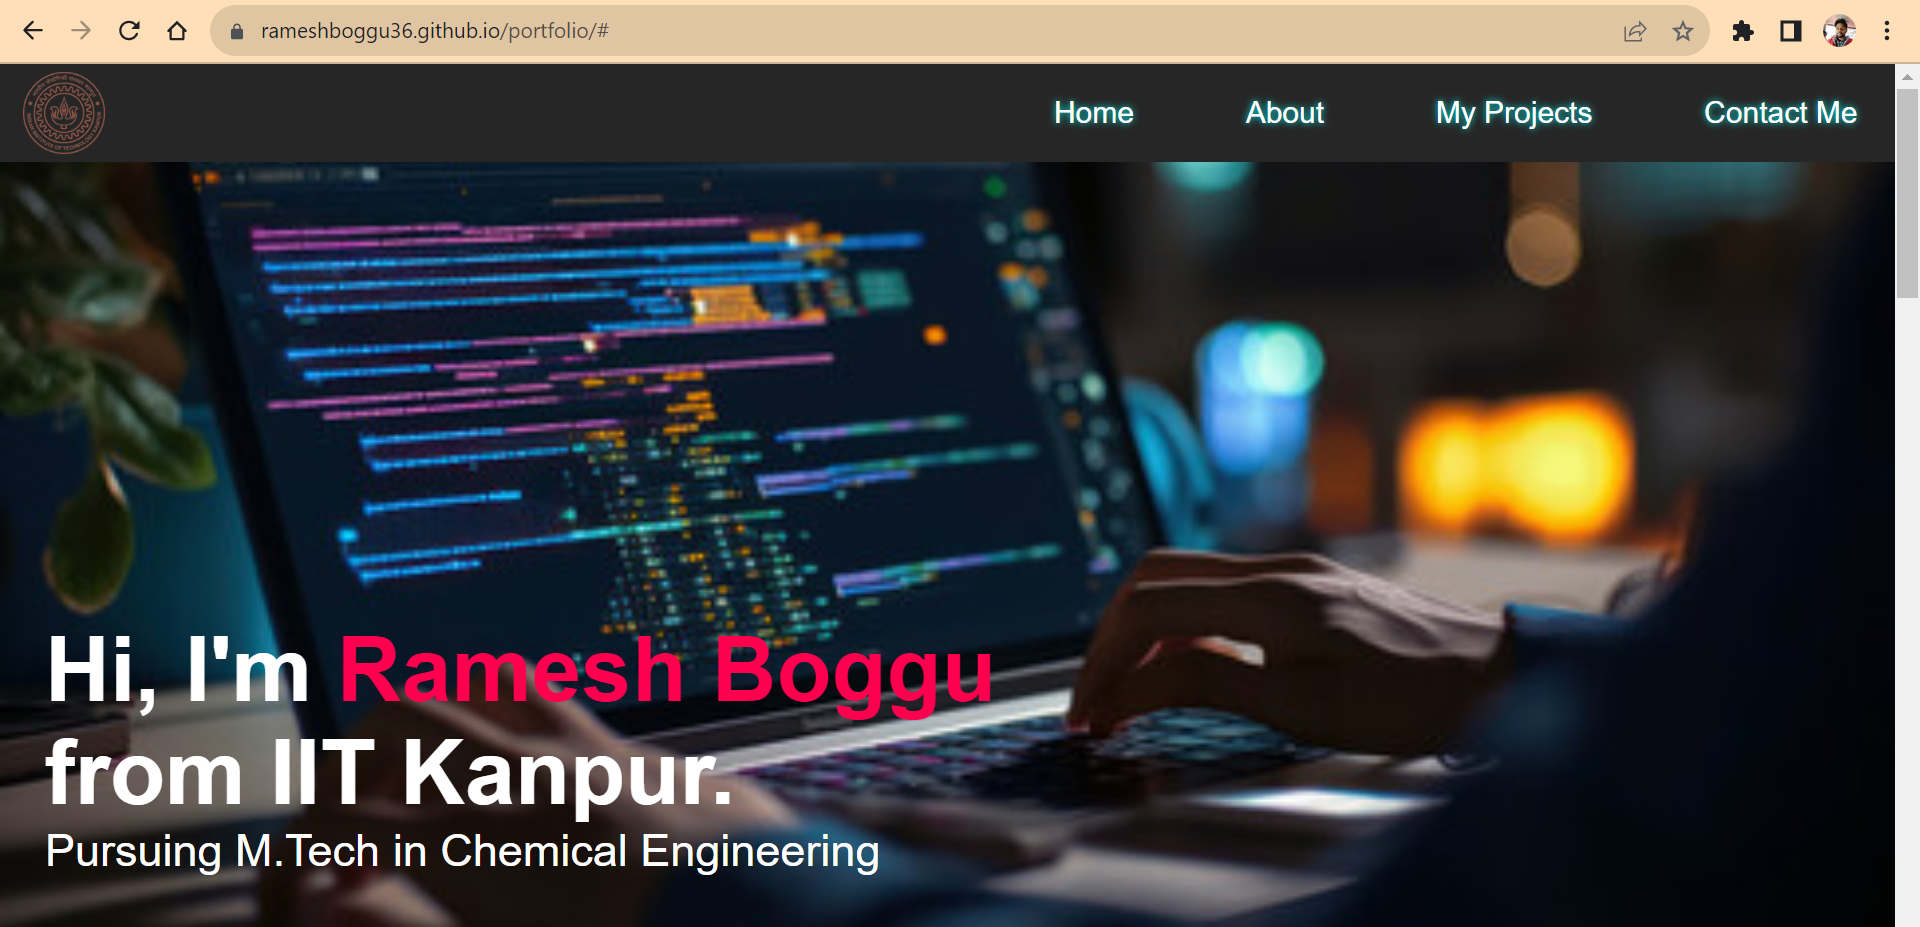 rameshboggu36.github.io/portfolio/#
Home About My Projects Contact Me
Hi, I'm Ramesh Boggu
from IIT Kanpur.
Pursuing M.Tech in Chemical Engineering